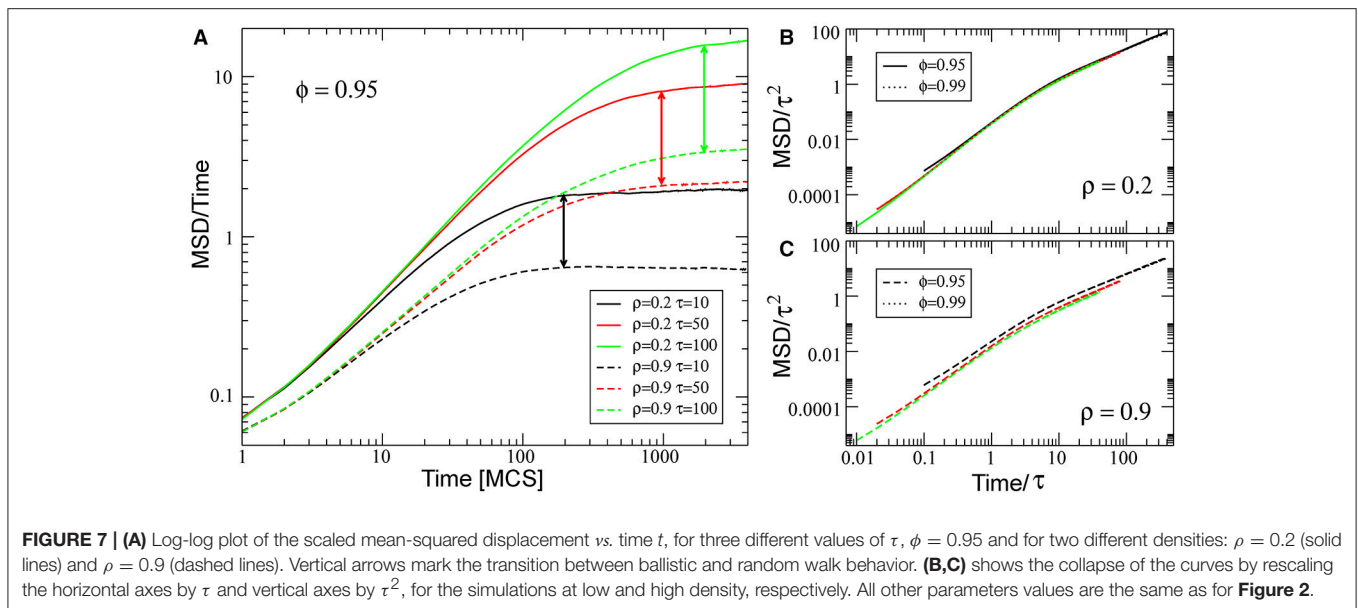 A
ϕ = 0.95
MSD/Time
10
1
0.1
ρ=0.2 τ=10
ρ=0.2 τ=50
ρ=0.2 τ=100
ρ=0.9 τ=10
ρ=0.9 τ=50
ρ=0.9 τ=100
1
10
100
1000
Time [MCS]
B
MSD/τ²
100
1
0.01
0.0001
ϕ=0.95
ϕ=0.99
ρ = 0.2
C
MSD/τ²
100
1
0.01
0.0001
ϕ=0.95
ϕ=0.99
ρ = 0.9
0.01
0.1
1
10
100
Time/τ
FIGURE 7 | (A) Log-log plot of the scaled mean-squared displacement vs. time t, for three different values of τ, ϕ = 0.95 and for two different densities: ρ = 0.2 (solid
lines) and ρ = 0.9 (dashed lines). Vertical arrows mark the transition between ballistic and random walk behavior. (B,C) shows the collapse of the curves by rescaling
the horizontal axes by τ and vertical axes by τ², for the simulations at low and high density, respectively. All other parameters values are the same as for Figure 2.